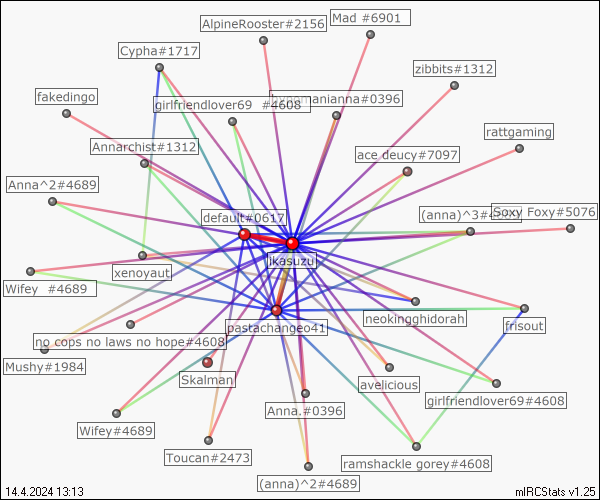 AlpineRooster#2156
Mad #6901
Cypha#1717
zibbits#1312
fakedingo
girlfriendlover69 #4608
nymanianna#0396
rattgaming
Annarchist#1312
ace deucy#7097
Anna^2#4689
default#0617
(anna)^3#4
Soxy Foxy#5076
ikasuzu
xenoyaut
Wifey #4689
neokingghidorah
frisout
pastachangeo41
no cops no laws no hope#4608
Mushy#1984
Skalman
avelicious
girlfriendlover69#4608
Anna.#0396
Wifey#4689
Toucan#2473
ramshackle gorey#4608
(anna)^2#4689
14.4.2024 13:13
mIRCStats v1.25